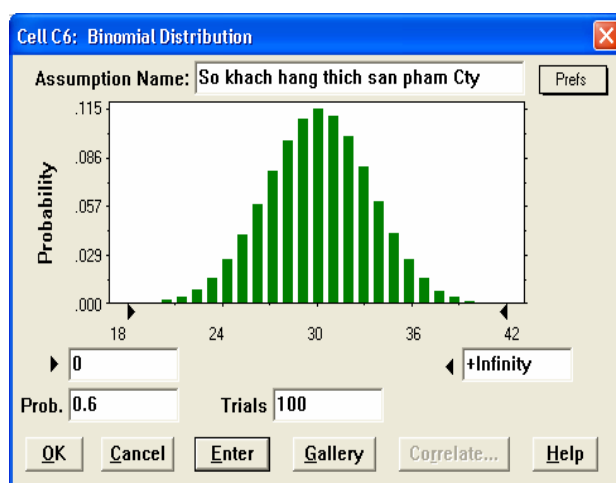 Cell C6: Binomial Distribution
Assumption Name: So khach hang thich san pham Cty Prefs
.115
.086
.057
.029
.000
Probability
18 24 30 36 42
0 +Infinity
Prob. 0.6 Trials 100
OK Cancel Enter Gallery Correlate... Help